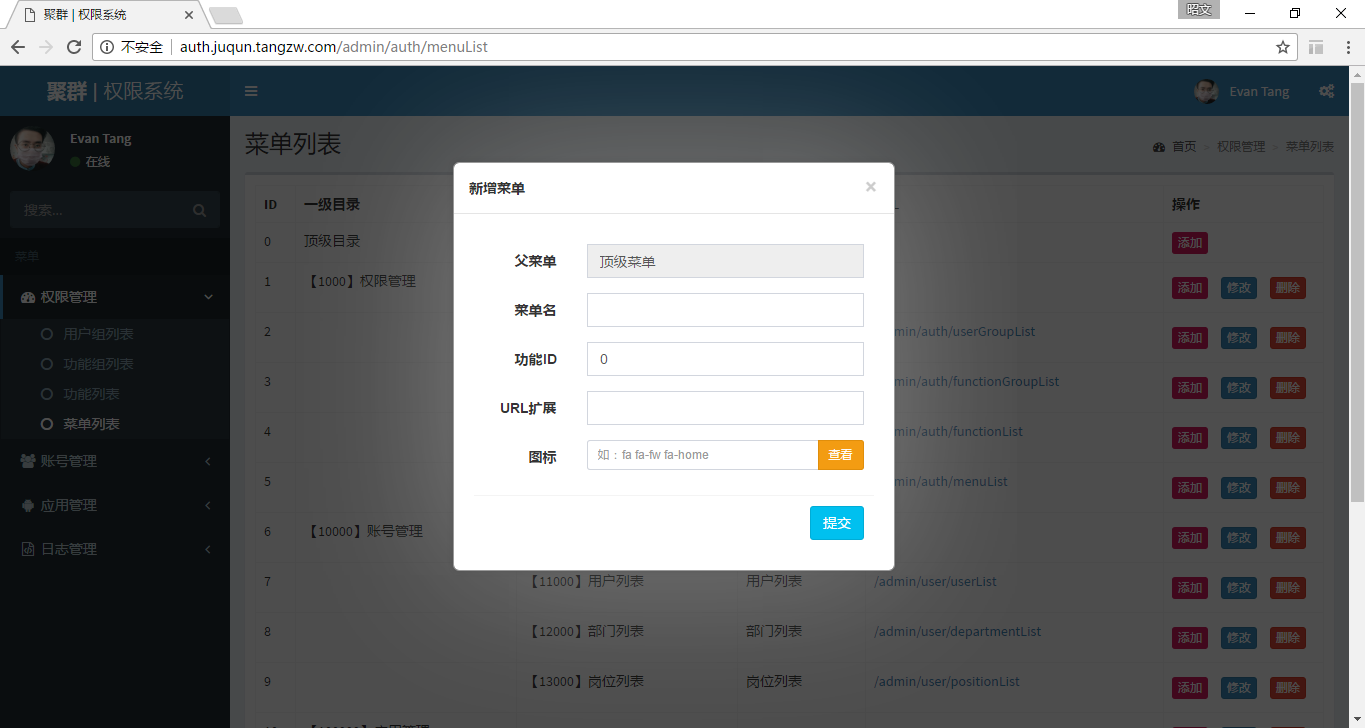 聚群 | 权限系统
昭文
不安全 auth.juqun.tangzw.com/admin/auth/menuList
聚群 | 权限系统
Evan Tang
Evan Tang
在线
搜索...
菜单
权限管理
用户组列表
功能组列表
功能列表
菜单列表
账号管理
应用管理
日志管理
菜单列表
首页 > 权限管理 > 菜单列表
ID 一级目录 操作
0 顶级目录 添加
1 【1000】权限管理 添加 修改 删除
2 min/auth/userGroupList 添加 修改 删除
3 min/auth/functionGroupList 添加 修改 删除
4 min/auth/functionList 添加 修改 删除
5 min/auth/menuList 添加 修改 删除
6 【10000】账号管理 添加 修改 删除
7 【11000】用户列表 用户列表 /admin/user/userList 添加 修改 删除
8 【12000】部门列表 部门列表 /admin/user/departmentList 添加 修改 删除
9 【13000】岗位列表 岗位列表 /admin/user/positionList 添加 修改 删除
新增菜单 ×
父菜单 顶级菜单
菜单名
功能ID 0
URL扩展
图标 如：fa fa-fw fa-home 查看
提交